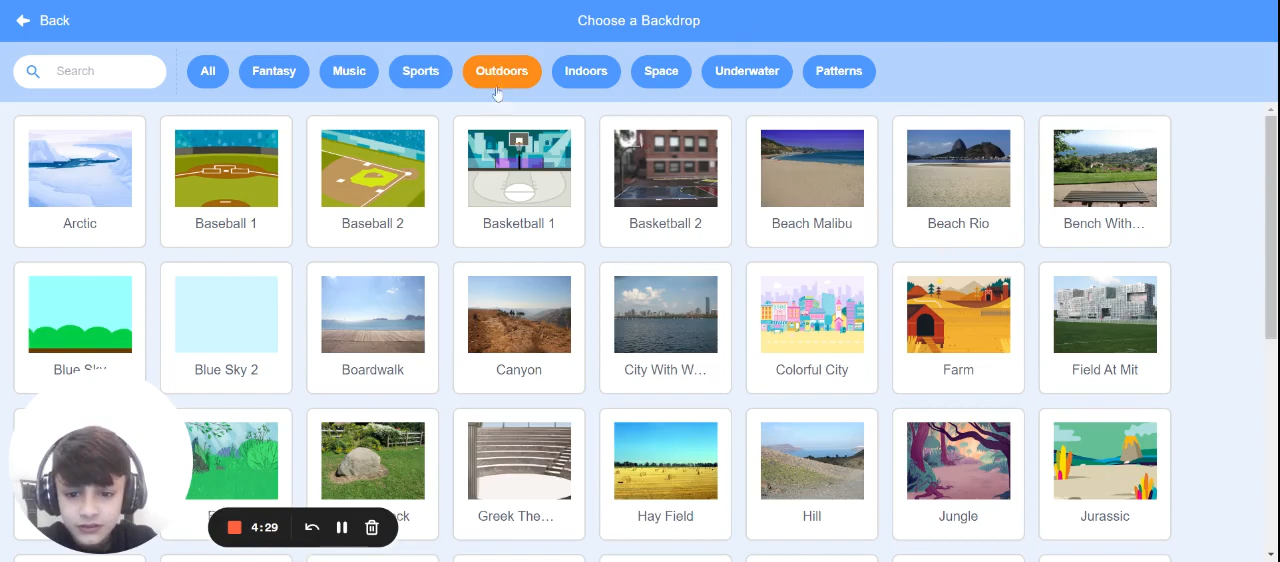 Back
Choose a Backdrop
Search
All
Fantasy
Music
Sports
Outdoors
Indoors
Space
Underwater
Patterns
Arctic
Baseball 1
Baseball 2
Basketball 1
Basketball 2
Beach Malibu
Beach Rio
Bench With...
Blue Sky
Blue Sky 2
Boardwalk
Canyon
City With W...
Colorful City
Farm
Field At Mit
Greek The...
Hay Field
Hill
Jungle
Jurassic
4:29